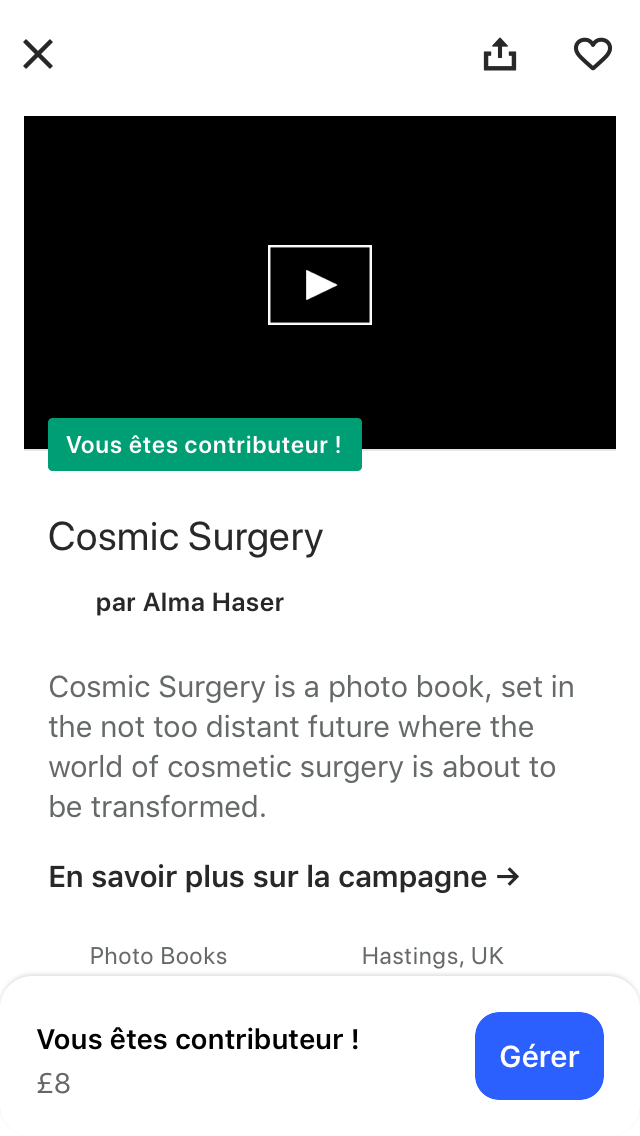 Vous êtes contributeur !
Cosmic Surgery
par Alma Haser
Cosmic Surgery is a photo book, set in
the not too distant future where the
world of cosmetic surgery is about to
be transformed.
En savoir plus sur la campagne →
Photo Books
Hastings, UK
Vous êtes contributeur !
£8
Gérer